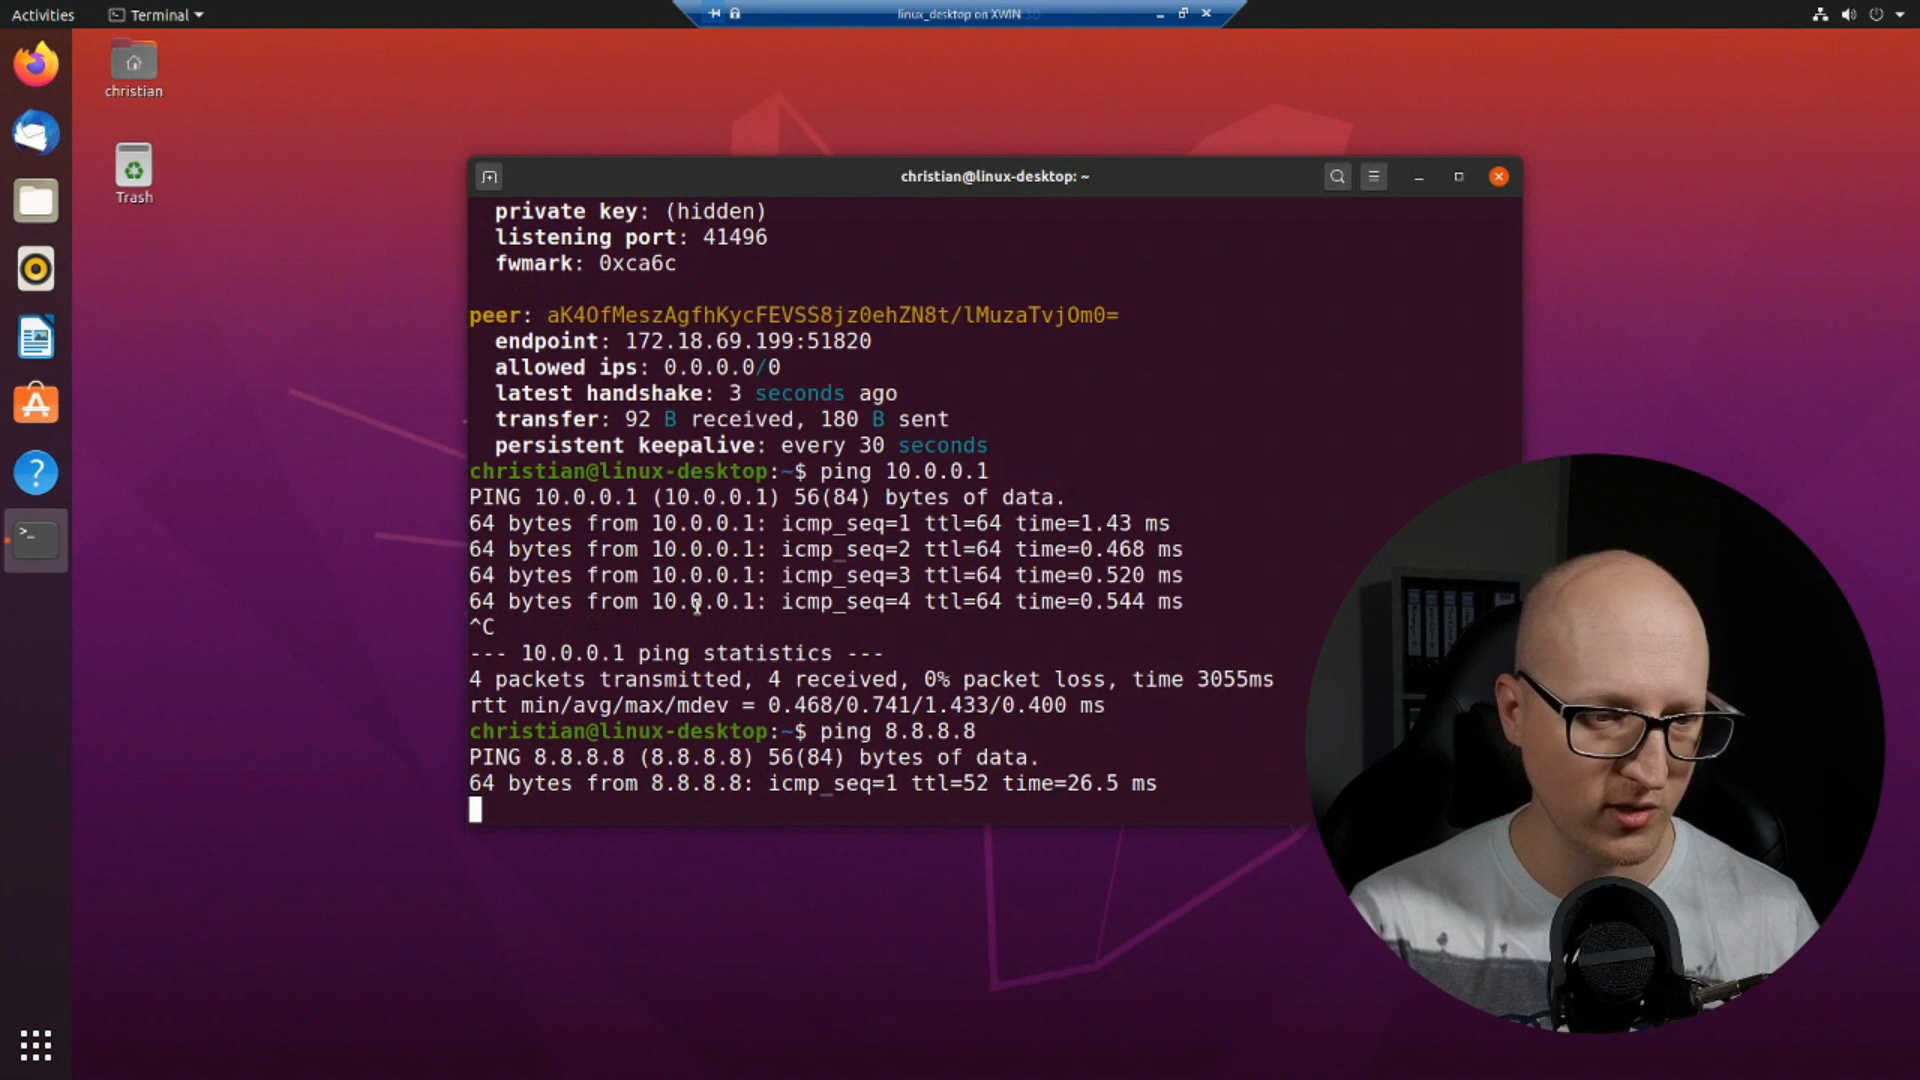 Activities
Terminal
linux_desktop on XWIN
christian
Trash
christian@linux-desktop: ~
private key: (hidden)
listening port: 41496
fwmark: 0xca6c
peer: aK4OfMeszAgfhKycFEVSS8jz0ehZN8t/lMuzaTvjOm0=
endpoint: 172.18.69.199:51820
allowed ips: 0.0.0.0/0
latest handshake: 3 seconds ago
transfer: 92 B received, 180 B sent
persistent keepalive: every 30 seconds
christian@linux-desktop:~$ ping 10.0.0.1
PING 10.0.0.1 (10.0.0.1) 56(84) bytes of data.
64 bytes from 10.0.0.1: icmp_seq=1 ttl=64 time=1.43 ms
64 bytes from 10.0.0.1: icmp_seq=2 ttl=64 time=0.468 ms
64 bytes from 10.0.0.1: icmp_seq=3 ttl=64 time=0.520 ms
64 bytes from 10.0.0.1: icmp_seq=4 ttl=64 time=0.544 ms
^C
--- 10.0.0.1 ping statistics ---
4 packets transmitted, 4 received, 0% packet loss, time 3055ms
rtt min/avg/max/mdev = 0.468/0.741/1.433/0.400 ms
christian@linux-desktop:~$ ping 8.8.8.8
PING 8.8.8.8 (8.8.8.8) 56(84) bytes of data.
64 bytes from 8.8.8.8: icmp_seq=1 ttl=52 time=26.5 ms